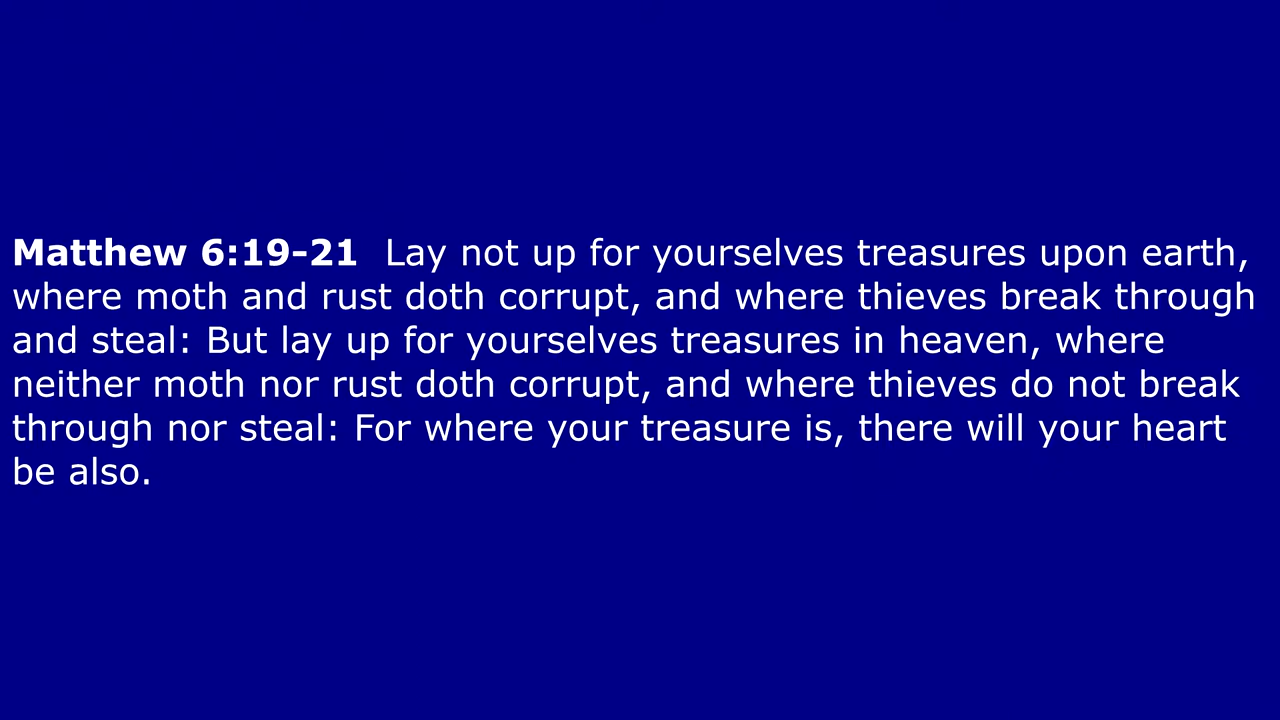 Matthew 6:19-21  Lay not up for yourselves treasures upon earth,
where moth and rust doth corrupt, and where thieves break through
and steal: But lay up for yourselves treasures in heaven, where
neither moth nor rust doth corrupt, and where thieves do not break
through nor steal: For where your treasure is, there will your heart
be also.